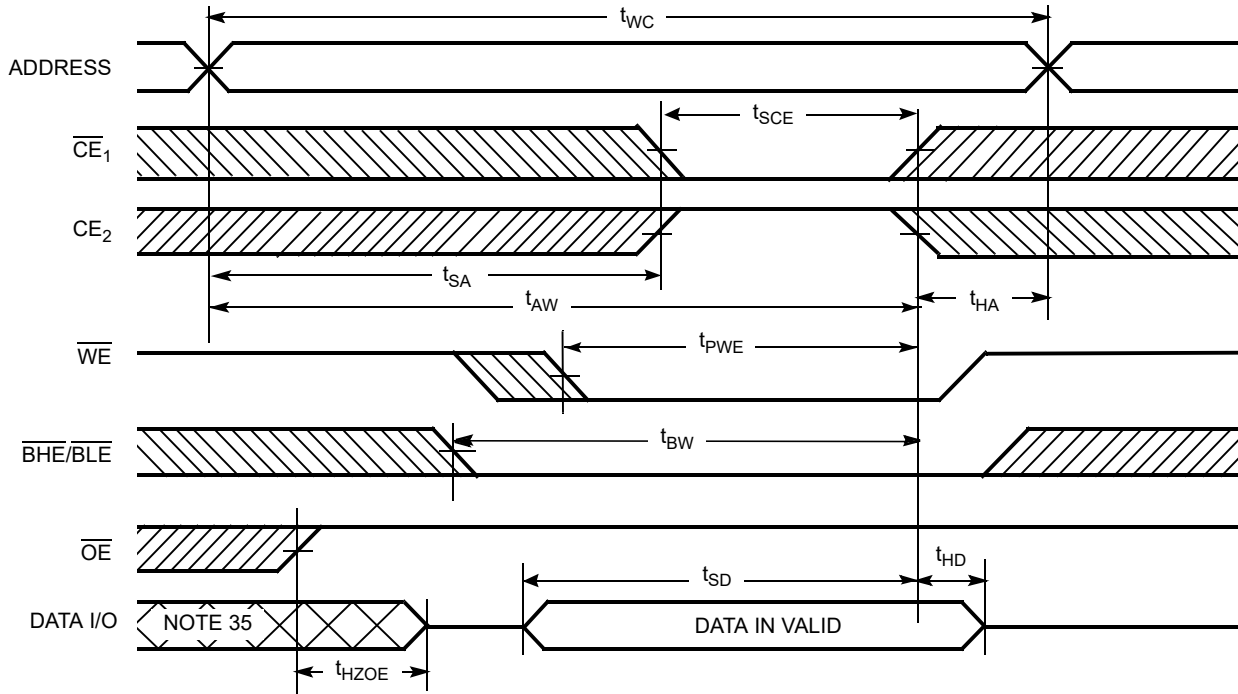 tWC
ADDRESS
tSCE
CE1
CE2
tSA
tAW
tHA
WE
tPWE
BHE/BLE
tBW
OE
tHD
tSD
DATA I/O
NOTE 35
DATA IN VALID
tHZOE